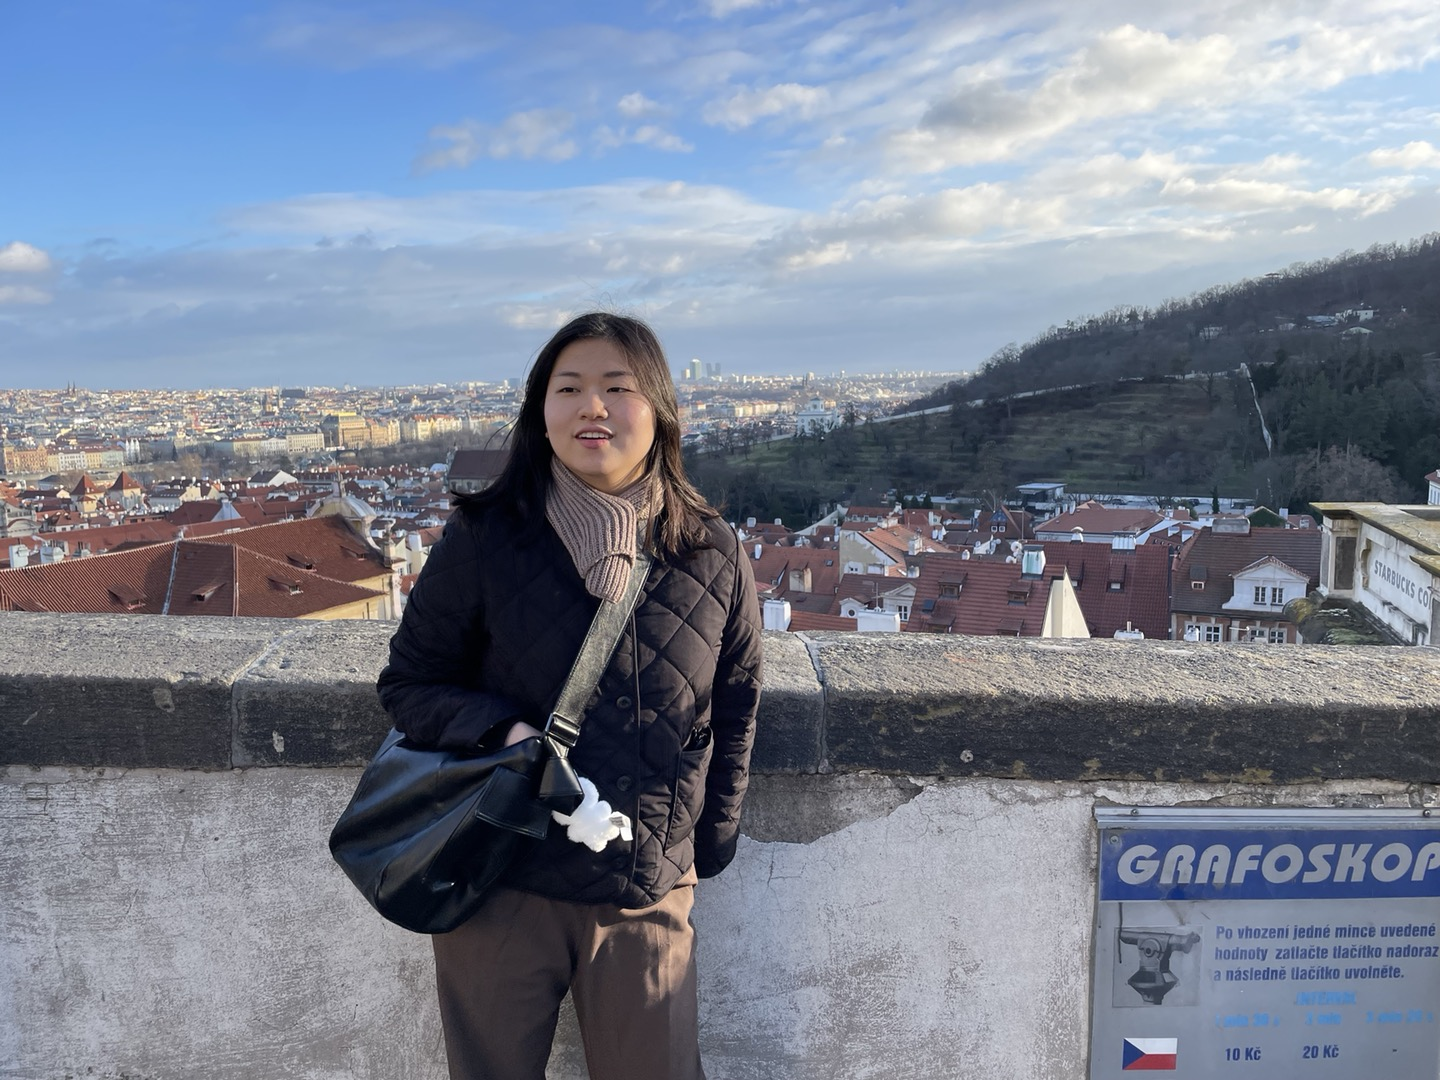 STARBUCKS CO
GRAFOSKOP
Po vhození jedné mince uvedené
hodnoty zatlačte tlačítko nadoraz
a následně tlačítko uvolněte.
INTERVAL
10 Kč 20 Kč